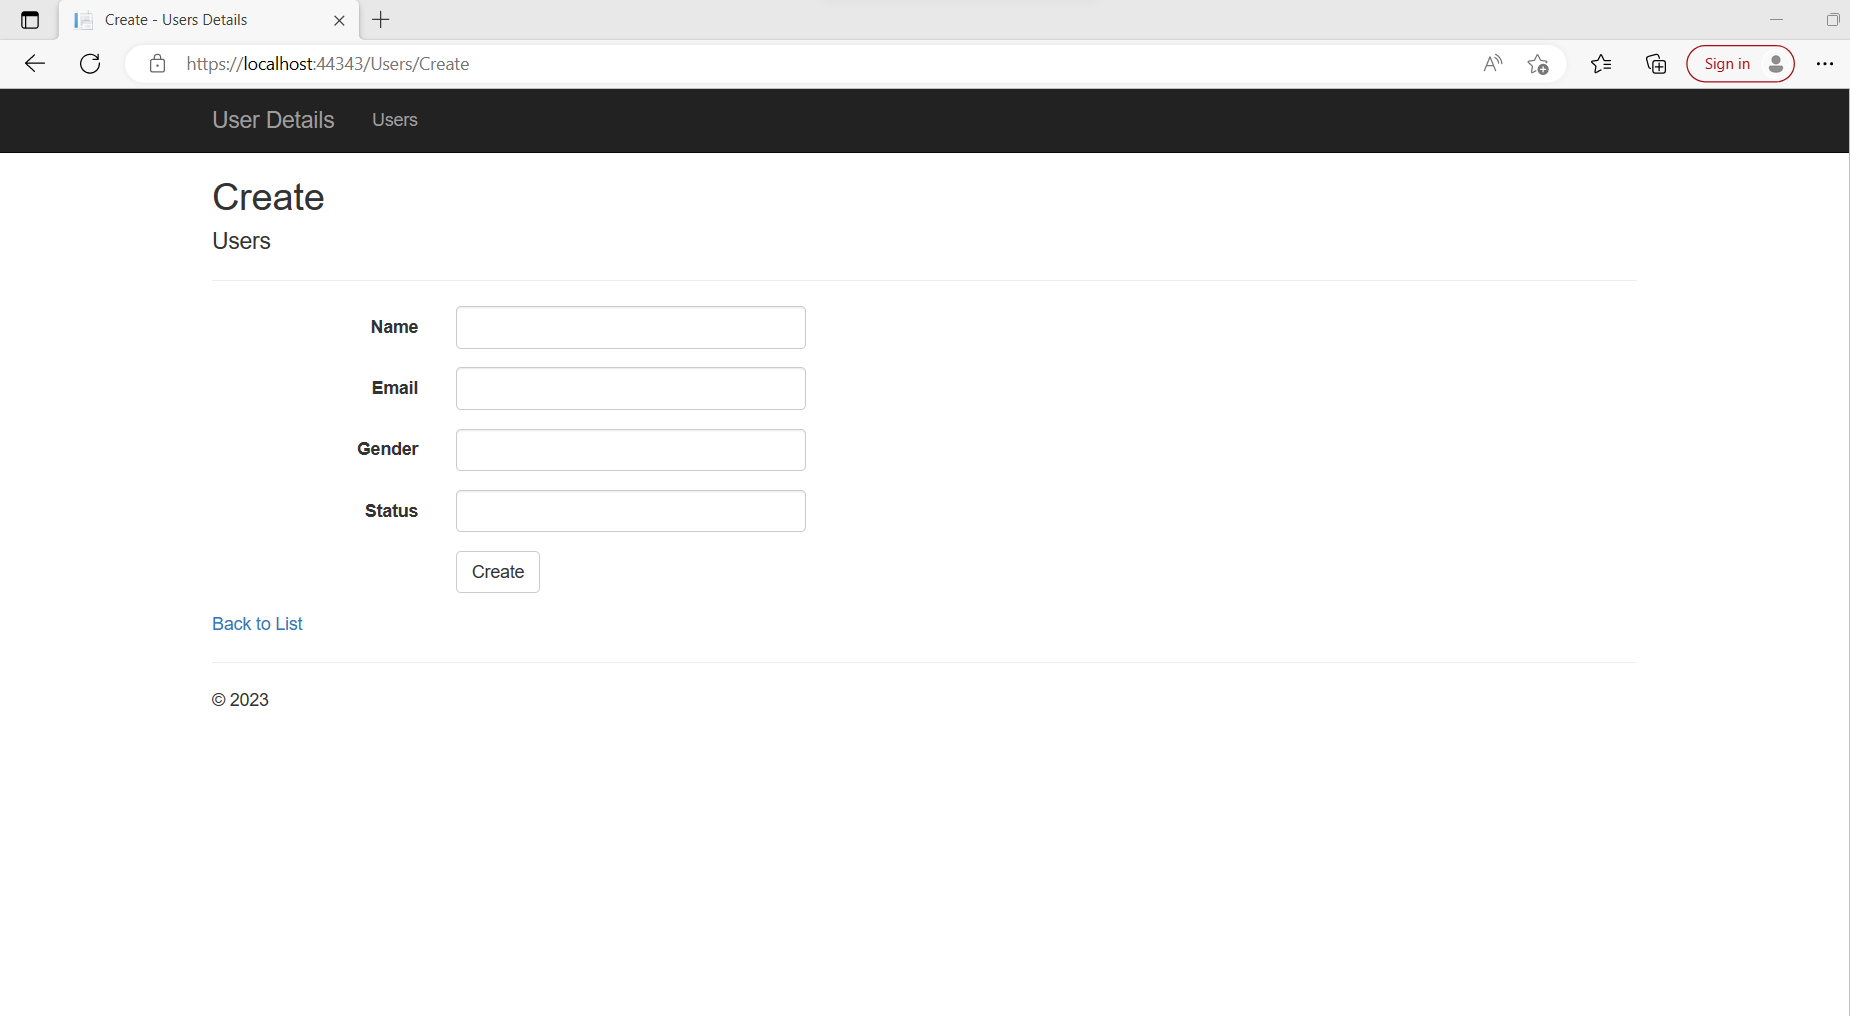 Create - Users Details
https://localhost:44343/Users/Create
Sign in
User Details Users
Create
Users
Name
Email
Gender
Status
Create
Back to List
© 2023